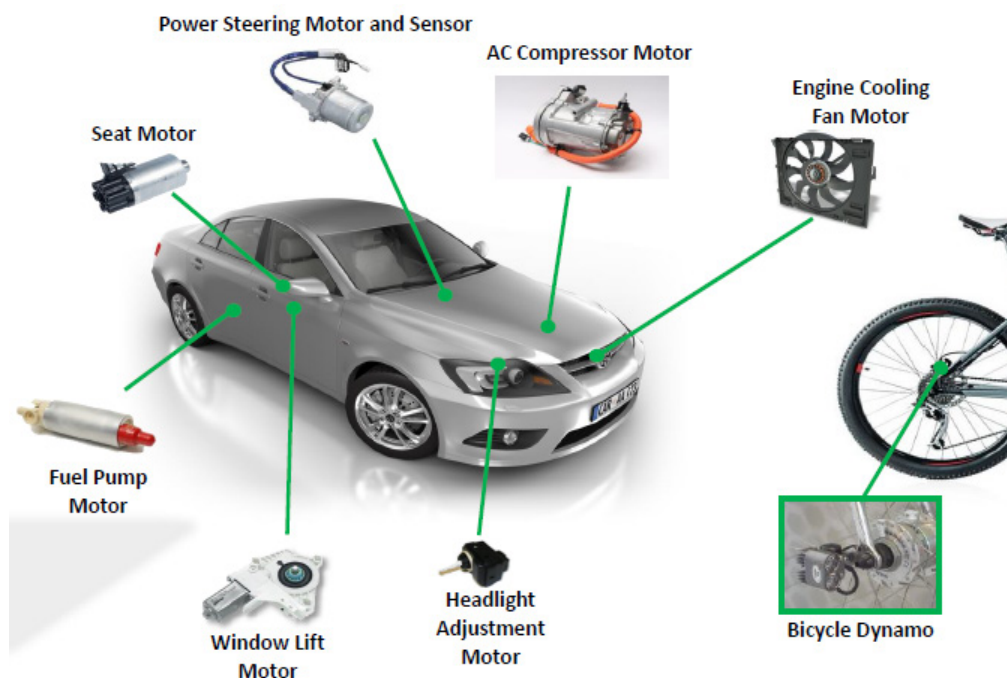 Power Steering Motor and Sensor
AC Compressor Motor
Engine Cooling
Fan Motor
Seat Motor
Fuel Pump
Motor
Window Lift
Motor
Headlight
Adjustment
Motor
Bicycle Dynamo